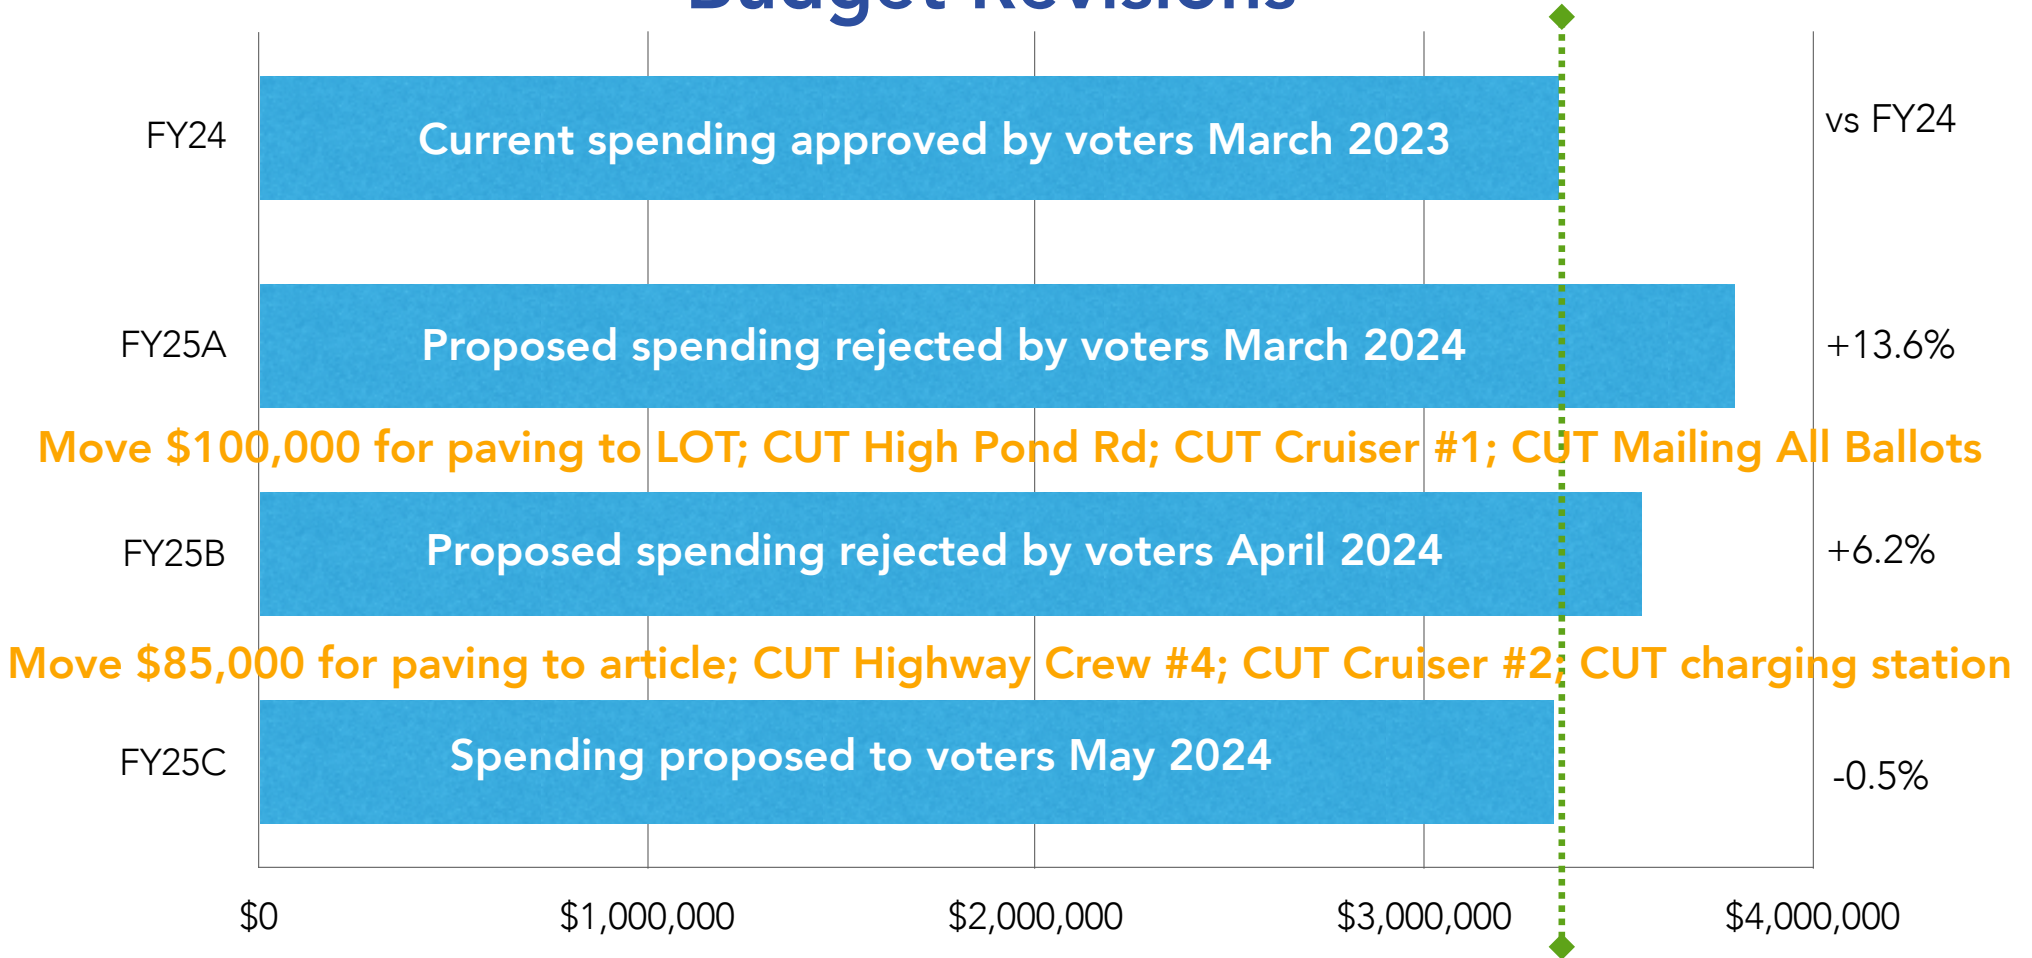 Budget Revisions
FY24
Current spending approved by voters March 2023
vs FY24
FY25A
Proposed spending rejected by voters March 2024
+13.6%
Move $100,000 for paving to LOT; CUT High Pond Rd; CUT Cruiser #1; CUT Mailing All Ballots
FY25B
Proposed spending rejected by voters April 2024
+6.2%
Move $85,000 for paving to article; CUT Highway Crew #4; CUT Cruiser #2; CUT charging station
FY25C
Spending proposed to voters May 2024
-0.5%
$0 $1,000,000 $2,000,000 $3,000,000 $4,000,000